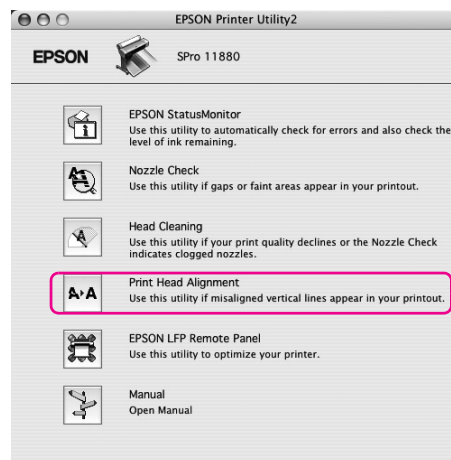 EPSON Printer Utility2
EPSON
SPro 11880
EPSON StatusMonitor
Use this utility to automatically check for errors and also check the
level of ink remaining.
Nozzle Check
Use this utility if gaps or faint areas appear in your printout.
Head Cleaning
Use this utility if your print quality declines or the Nozzle Check
indicates clogged nozzles.
A A
Print Head Alignment
Use this utility if misaligned vertical lines appear in your printout.
EPSON LFP Remote Panel
Use this utility to optimize your printer.
Manual
Open Manual